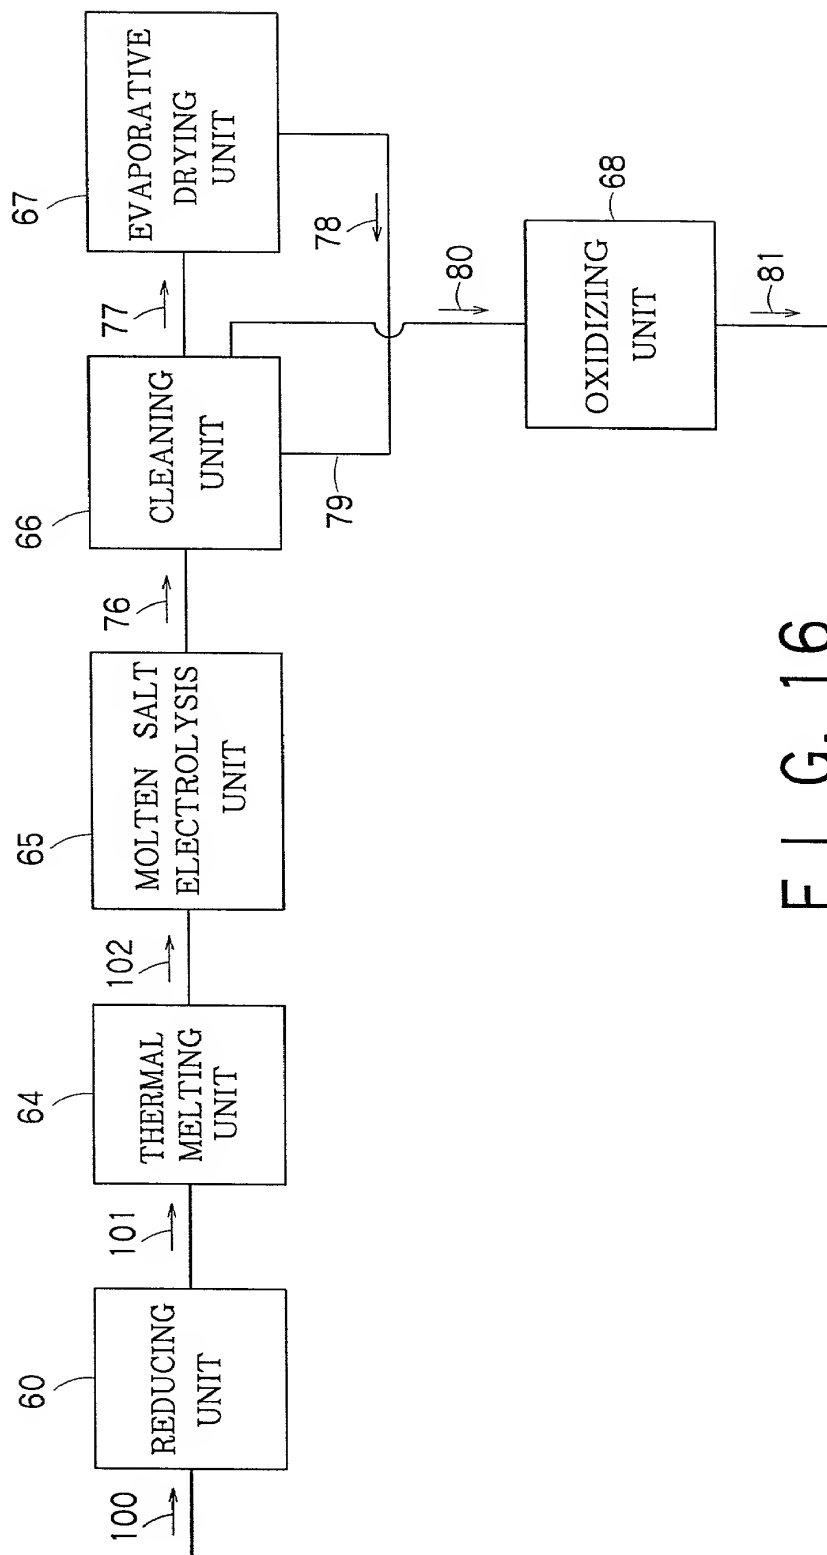 100
60
REDUCING
UNIT
101
64
THERMAL
MELTING
UNIT
102
65
MOLTEN SALT
ELECTROLYSIS
UNIT
76
66
CLEANING
UNIT
77
67
EVAPORATIVE
DRYING
UNIT
78
79
80
68
OXIDIZING
UNIT
81
F I G. 16